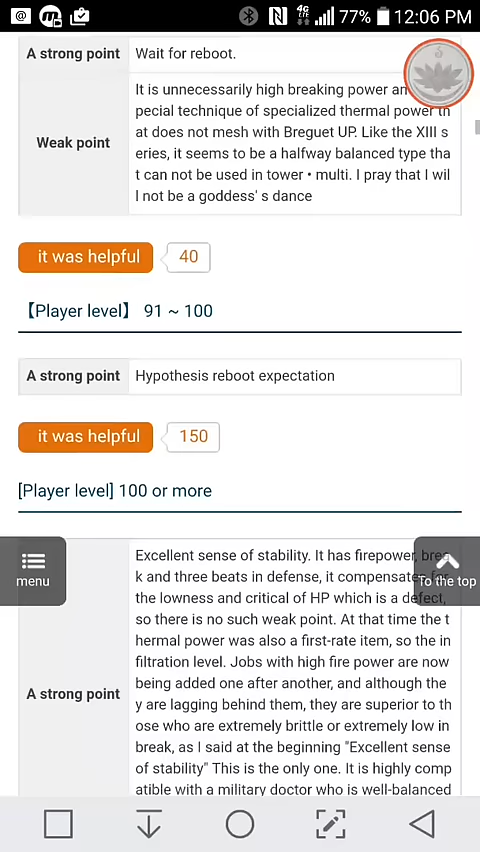 4G
LTE
77%
12:06 PM
A strong point
Wait for reboot.
Weak point
It is unnecessarily high breaking power an
pecial technique of specialized thermal power th
at does not mesh with Breguet UP. Like the XIII s
eries, it seems to be a halfway balanced type tha
t can not be used in tower • multi. I pray that I wil
l not be a goddess' s dance
it was helpful
40
【Player level】 91 ~ 100
A strong point
Hypothesis reboot expectation
it was helpful
150
[Player level] 100 or more
menu
To the top
A strong point
Excellent sense of stability. It has firepower, brea
k and three beats in defense, it compensates for
the lowness and critical of HP which is a defect,
so there is no such weak point. At that time the t
hermal power was also a first-rate item, so the in
filtration level. Jobs with high fire power are now
being added one after another, and although the
y are lagging behind them, they are superior to th
ose who are extremely brittle or extremely low in
break, as I said at the beginning "Excellent sense
of stability" This is the only one. It is highly comp
atible with a military doctor who is well-balanced